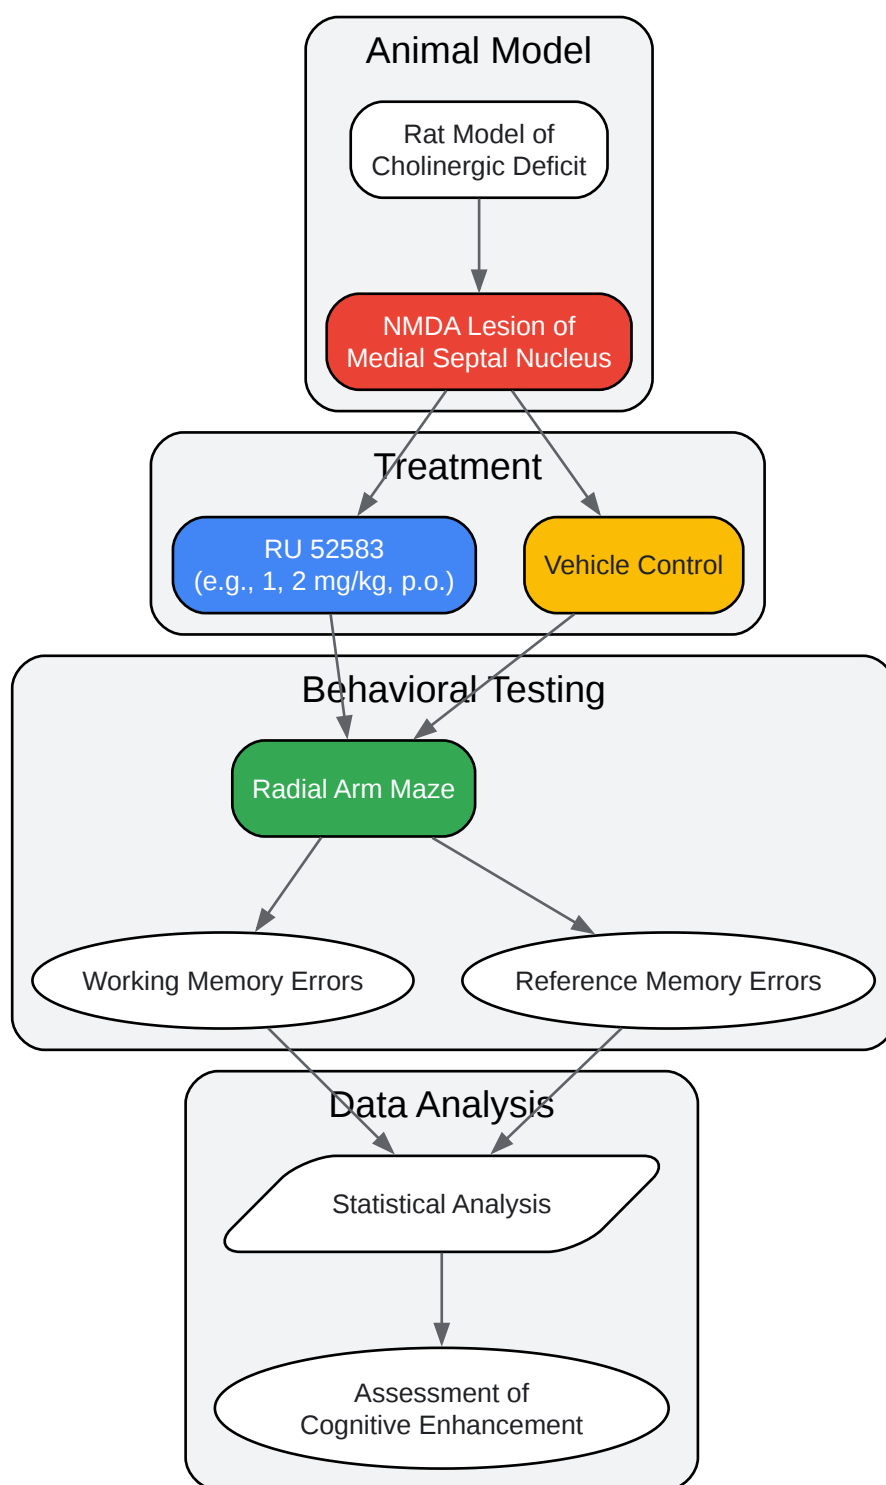 Animal Model
Rat Model of
Cholinergic Deficit
NMDA Lesion of
Medial Septal Nucleus
Treatment
RU 52583
(e.g., 1, 2 mg/kg, p.o.)
Vehicle Control
Behavioral Testing
Radial Arm Maze
Working Memory Errors
Reference Memory Errors
Data Analysis
Statistical Analysis
Assessment of
Cognitive Enhancement